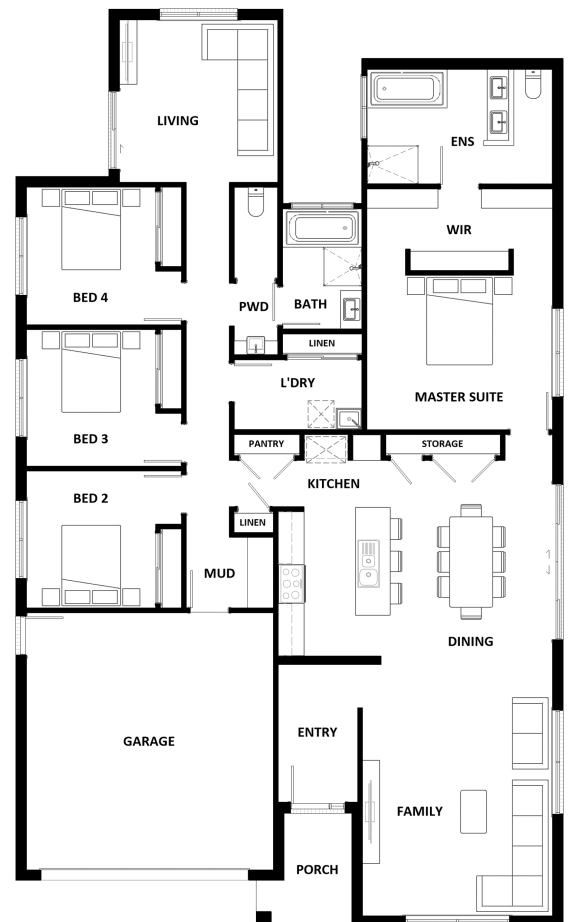 LIVING
ENS
WIR
BED 4
PWD
BATH
LINEN
L'DRY
MASTER SUITE
BED 3
PANTRY
STORAGE
KITCHEN
BED 2
LINEN
MUD
DINING
GARAGE
ENTRY
FAMILY
PORCH